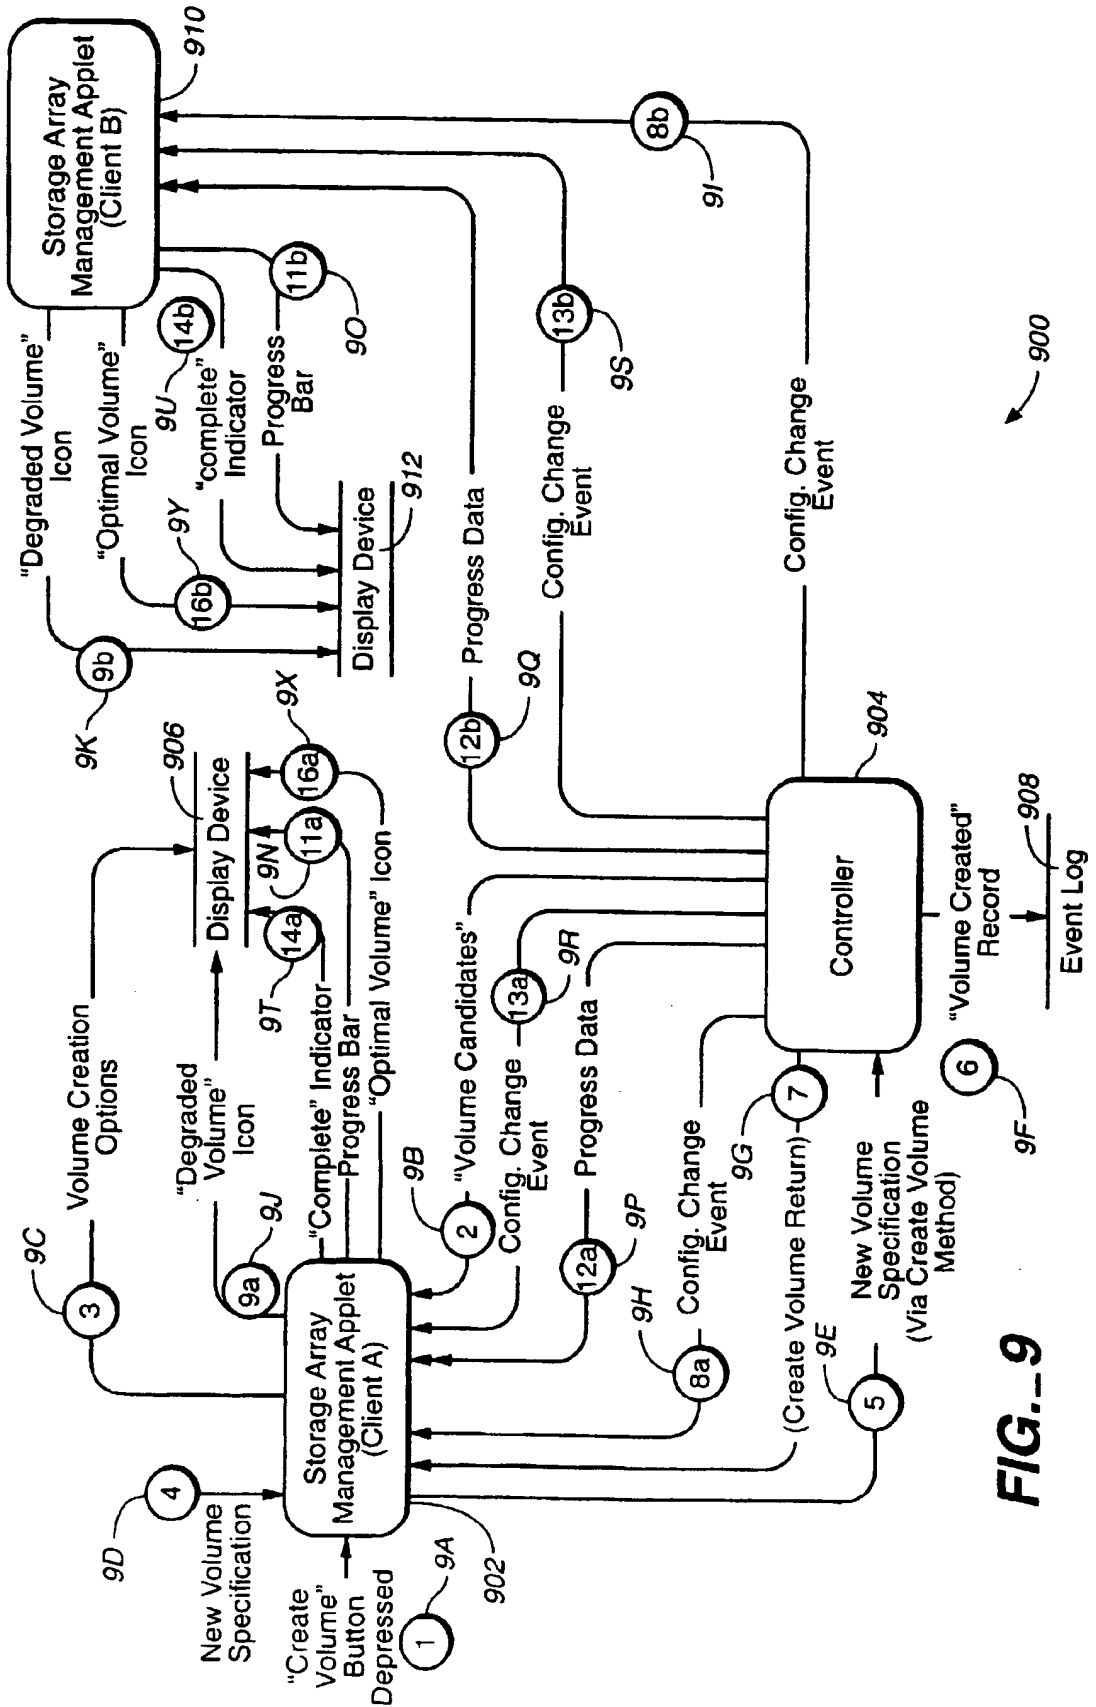 "Create
Volume"
Button
Depressed
1
9A
New Volume
Specification
4
9D
Storage Array
Management Applet
(Client A)
902
3
9C
Volume Creation
Options
9a
9J
"Degraded
Volume"
Icon
"Complete" Indicator
Progress Bar
"Optimal Volume" Icon
14a
9T
11a
9N
16a
9X
Display Device
906
9b
9K
"Degraded Volume"
Icon
"Optimal Volume"
Icon
16b
9Y
14b
9U
"complete"
Indicator
Progress
Bar
11b
9O
Display Device
912
Storage Array
Management Applet
(Client B)
910
2
9B
"Volume Candidates"
Config. Change
Event
13a
9R
12a
9P
Progress Data
8a
9H
Config. Change
Event
7
9G
(Create Volume Return)
5
9E
New Volume
Specification
(Via Create Volume
Method)
12b
9Q
Progress Data
Config. Change
Event
13b
9S
Config. Change
Event
8b
9I
Controller
904
6
9F
"Volume Created"
Record
Event Log
908
900
FIG._9